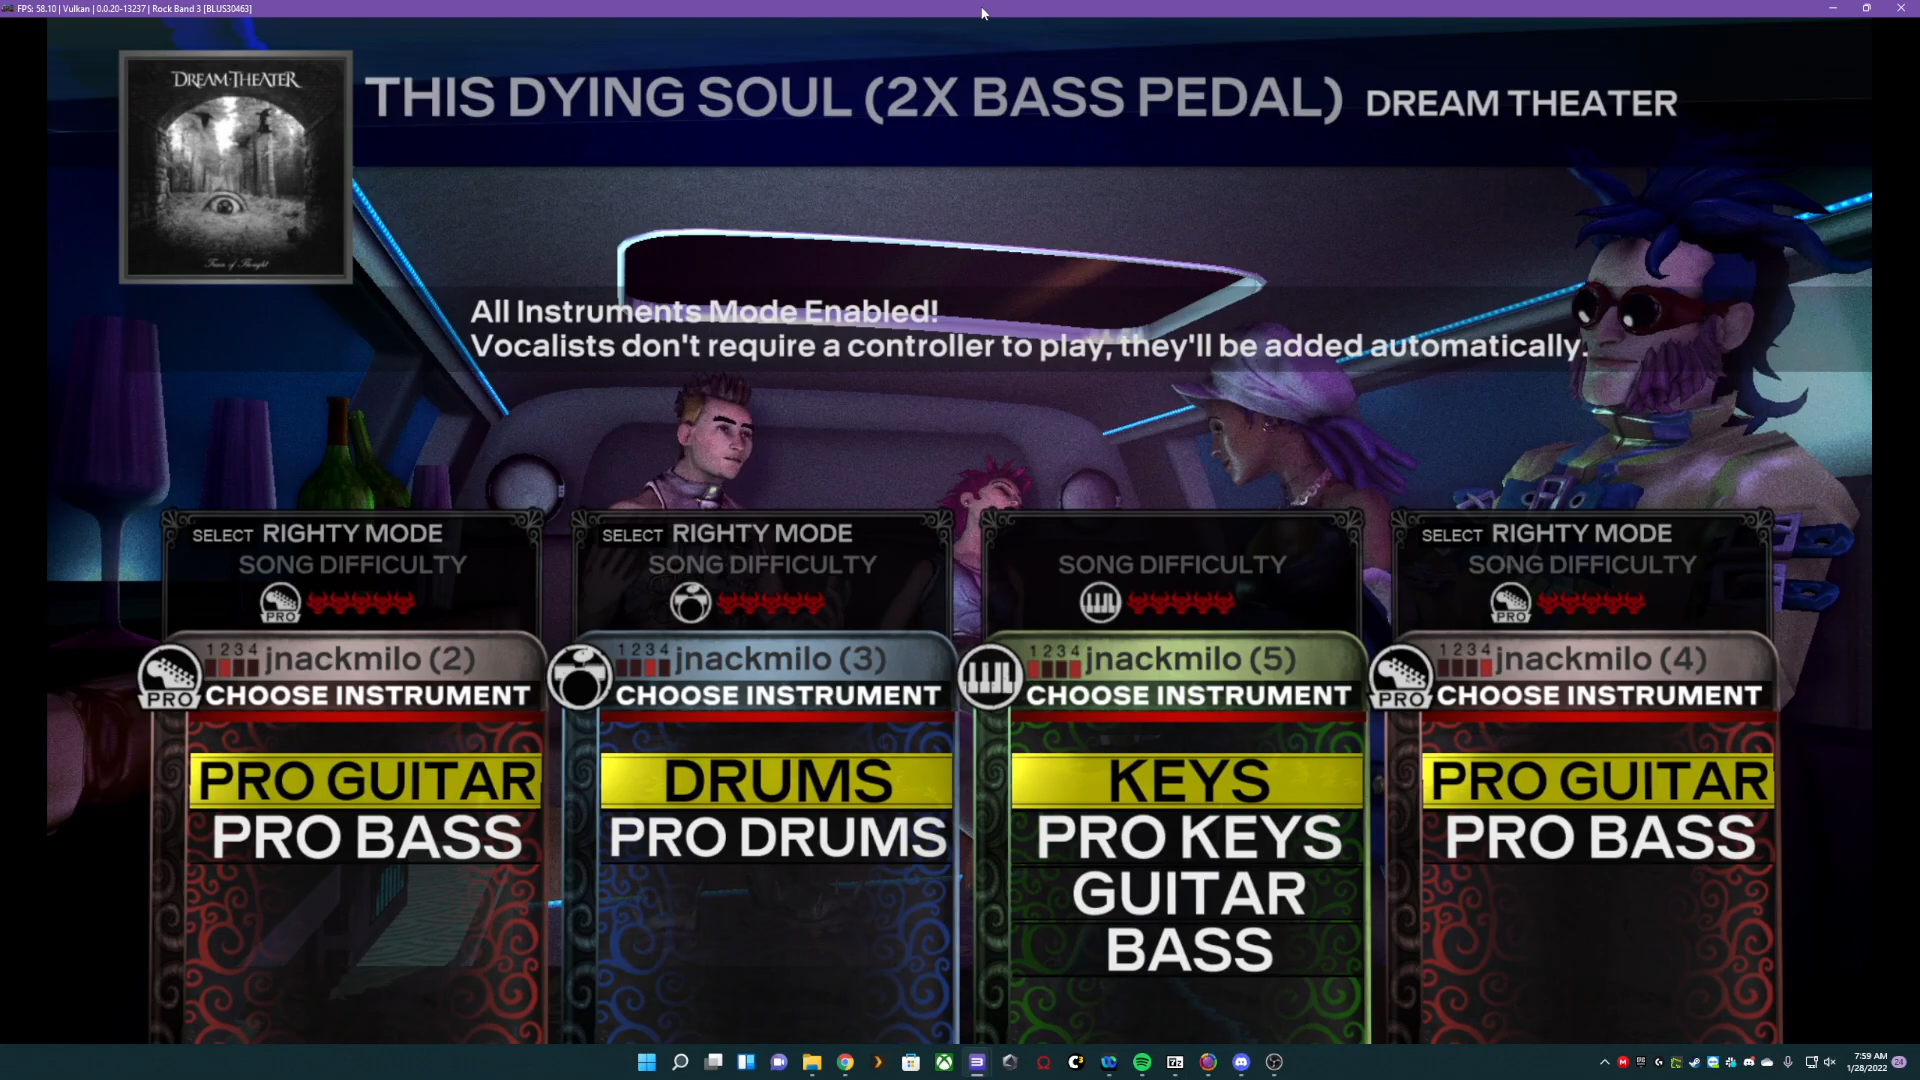 FPS: 58.10 | Vulkan | 0.0.20-13237 | Rock Band 3 [BLUS30463]
DREAM THEATER
Train of Thought
THIS DYING SOUL (2X BASS PEDAL) DREAM THEATER
All Instruments Mode Enabled!
Vocalists don't require a controller to play, they'll be added automatically.
SELECT RIGHTY MODE
SONG DIFFICULTY
PRO
1 2 3 4 jnackmilo (2)
PRO CHOOSE INSTRUMENT
PRO GUITAR
PRO BASS
SELECT RIGHTY MODE
SONG DIFFICULTY
1 2 3 4 jnackmilo (3)
CHOOSE INSTRUMENT
DRUMS
PRO DRUMS
SONG DIFFICULTY
1 2 3 4 jnackmilo (5)
CHOOSE INSTRUMENT
KEYS
PRO KEYS
GUITAR
BASS
SELECT RIGHTY MODE
SONG DIFFICULTY
PRO
1 2 3 4 jnackmilo (4)
PRO CHOOSE INSTRUMENT
PRO GUITAR
PRO BASS
7:59 AM
1/28/2022
24